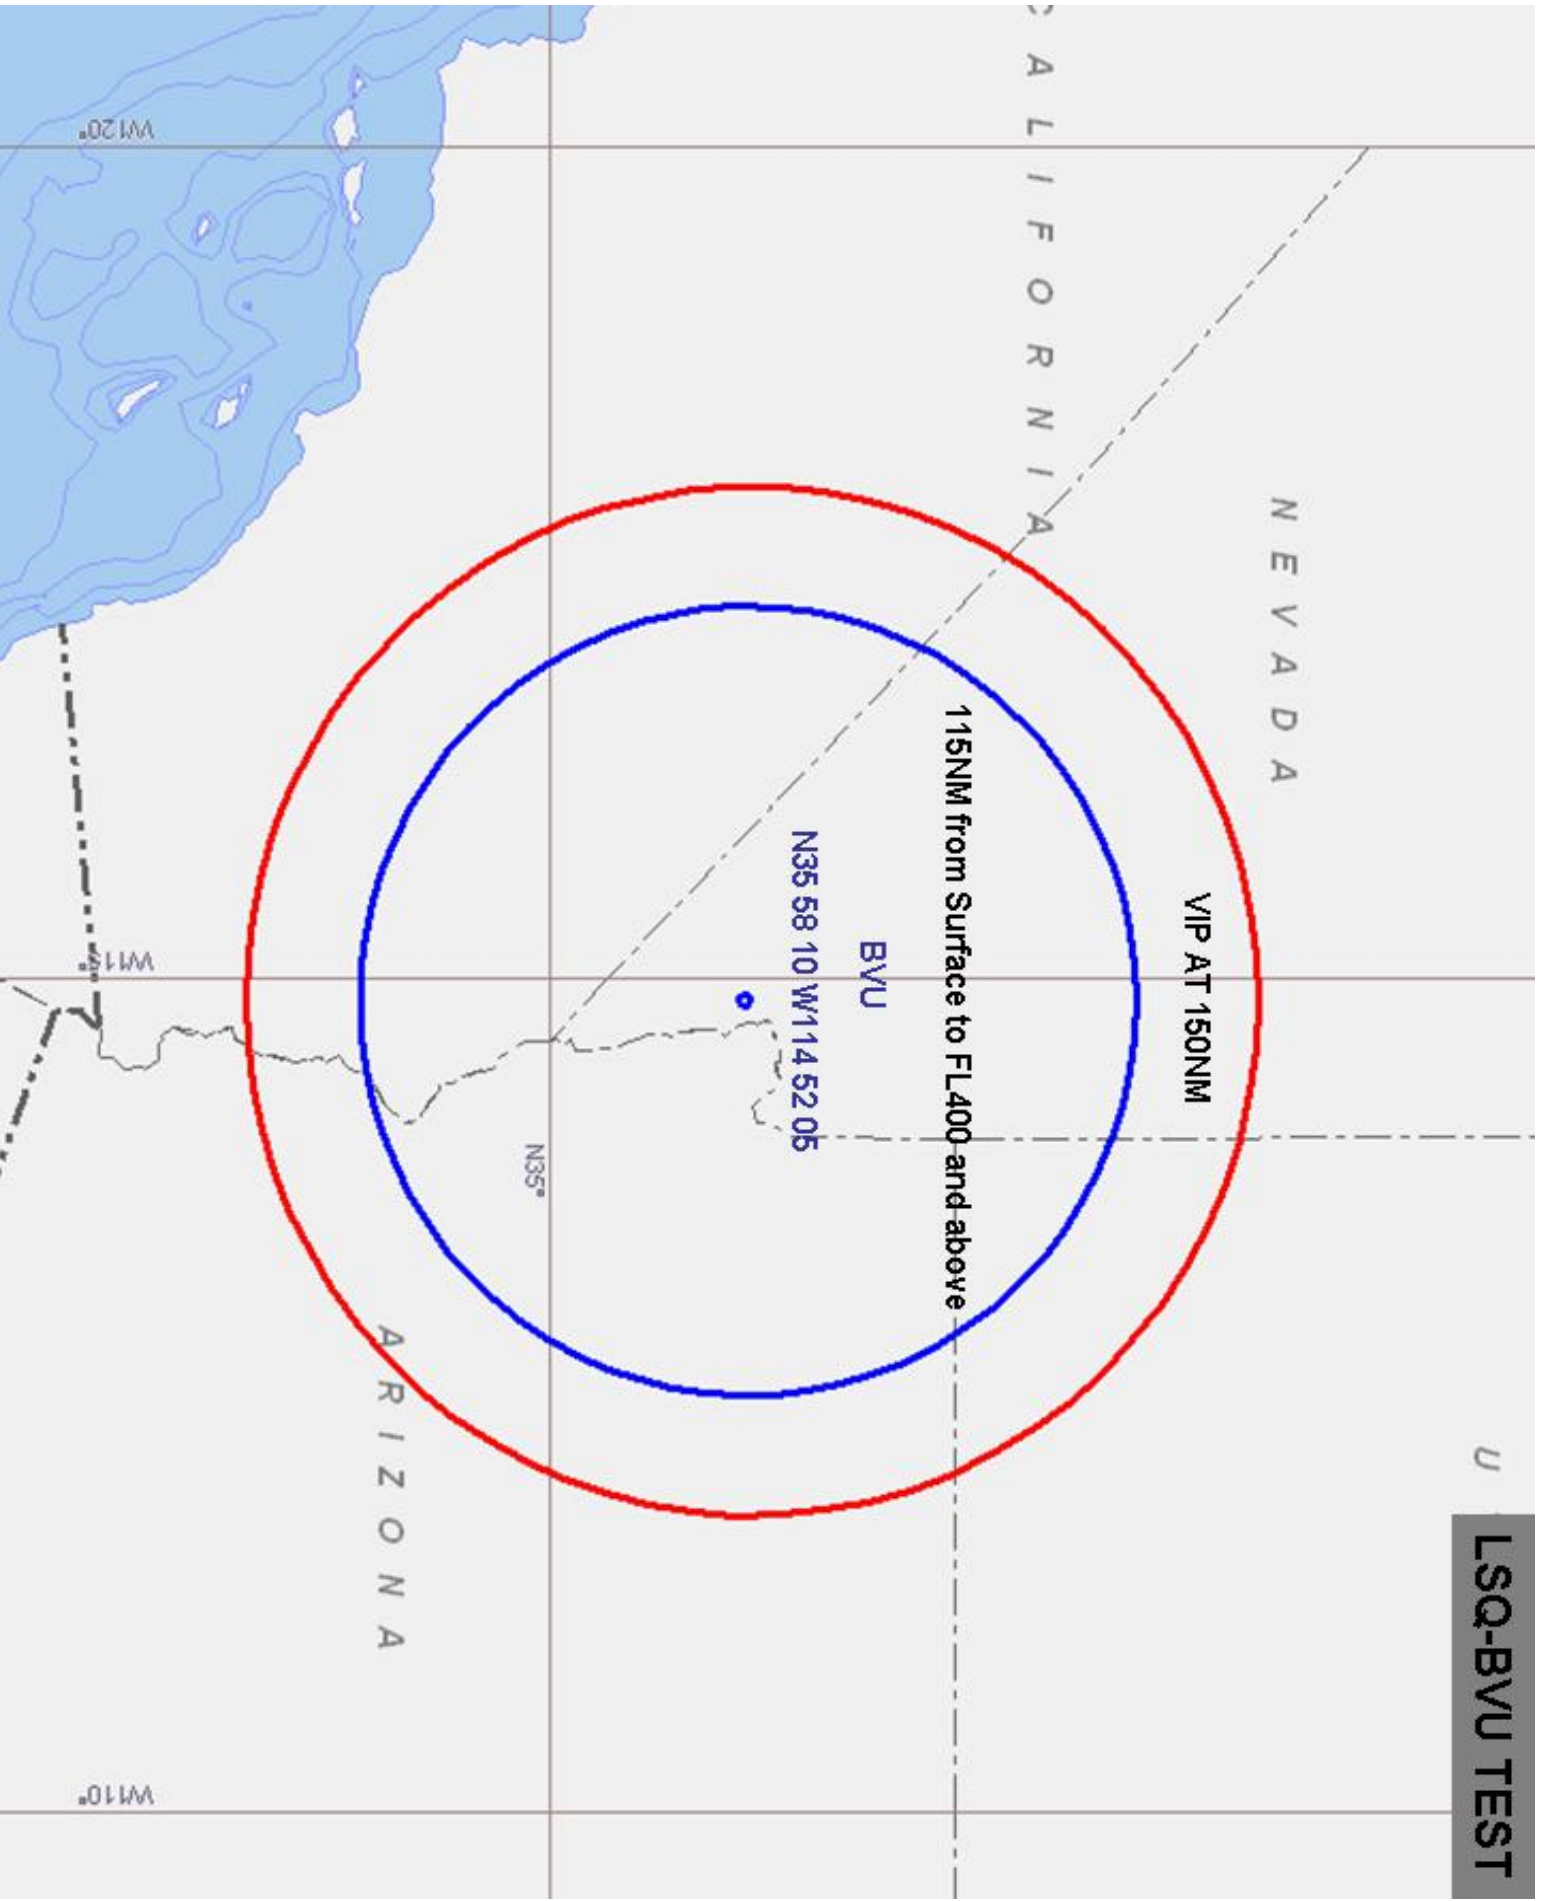 LSQ-BVU TEST
U
NEVADA
VIP AT 150NM
CALIFORNIA
115NM from Surface to FL400 and above
BVU
N35 58 10 W114 52 05
N35°
ARIZONA
W120°
W115°
W110°